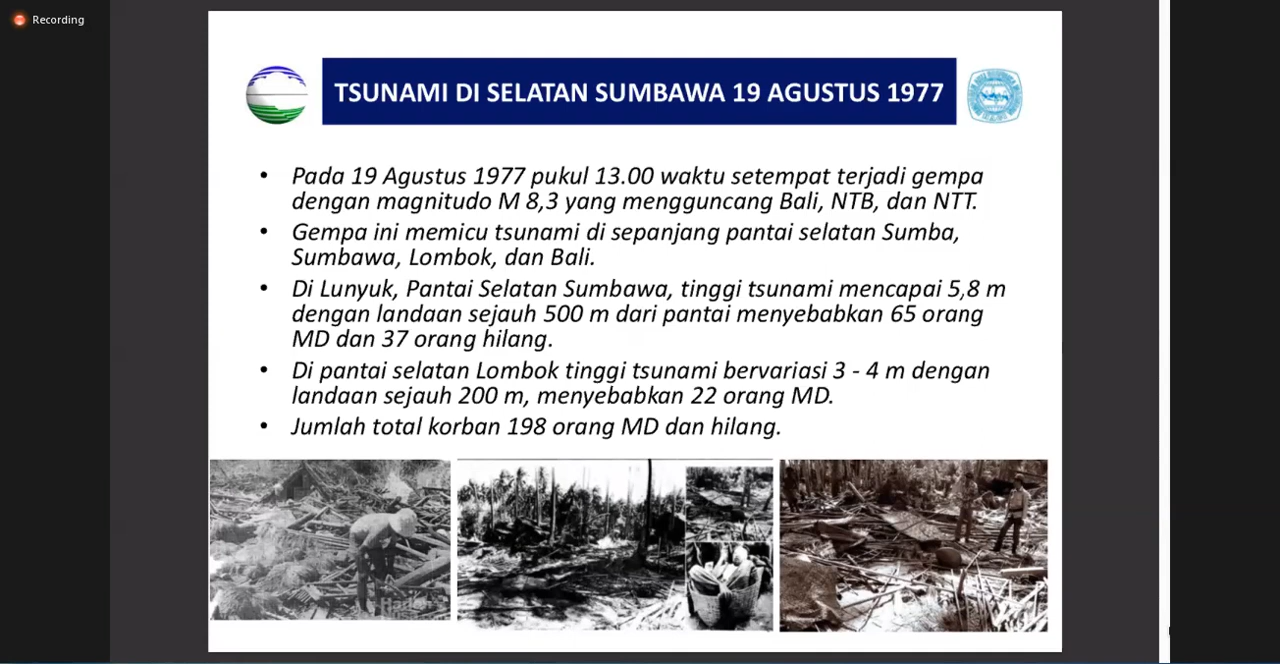 Recording
TSUNAMI DI SELATAN SUMBAWA 19 AGUSTUS 1977
• Pada 19 Agustus 1977 pukul 13.00 waktu setempat terjadi gempa
dengan magnitudo M 8,3 yang mengguncang Bali, NTB, dan NTT.
• Gempa ini memicu tsunami di sepanjang pantai selatan Sumba,
Sumbawa, Lombok, dan Bali.
• Di Lunyuk, Pantai Selatan Sumbawa, tinggi tsunami mencapai 5,8 m
dengan landaan sejauh 500 m dari pantai menyebabkan 65 orang
MD dan 37 orang hilang.
• Di pantai selatan Lombok tinggi tsunami bervariasi 3 - 4 m dengan
landaan sejauh 200 m, menyebabkan 22 orang MD.
• Jumlah total korban 198 orang MD dan hilang.